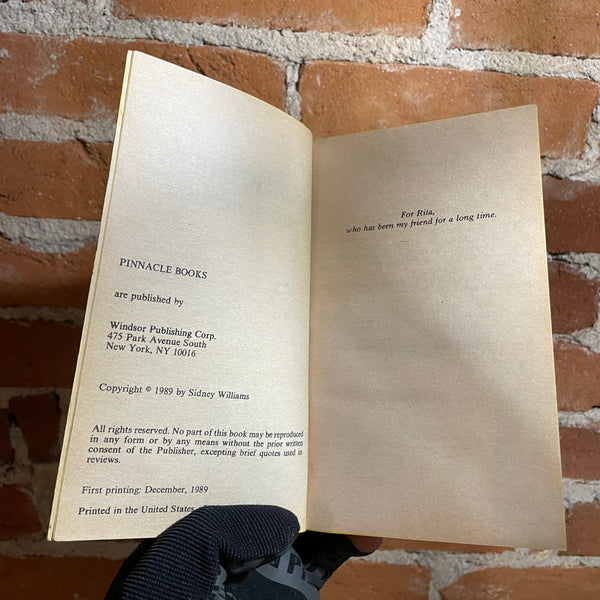 PINNACLE BOOKS
are published by
Windsor Publishing Corp.
475 Park Avenue South
New York, NY 10016
Copyright © 1989 by Sidney Williams
All rights reserved. No part of this book may be reproduced
in any form or by any means without the prior written
consent of the Publisher, excepting brief quotes used in
reviews.
First printing: December, 1989
Printed in the United States
For Rita,
who has been my friend for a long time.